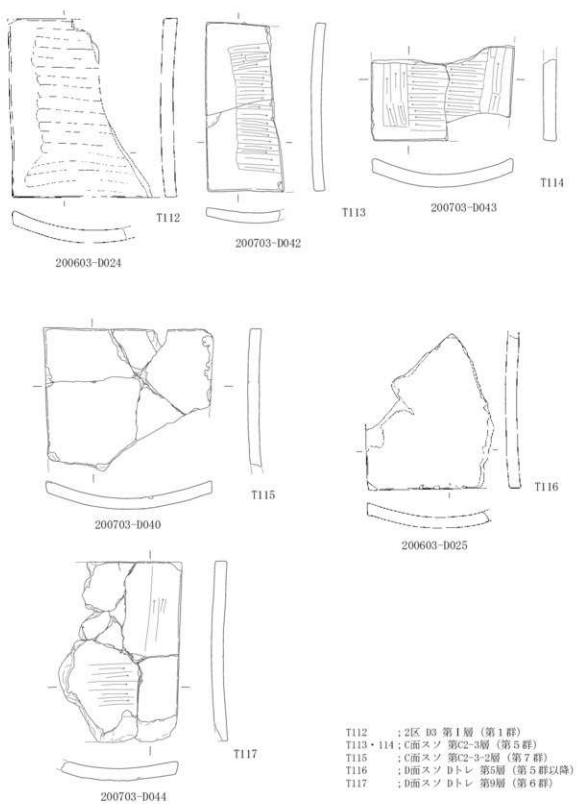 T112
200603-D024
T113
200703-D042
T114
200703-D043
T115
200703-D040
T116
200603-D025
T117
200703-D044
T112 ；2区 D3 第Ⅰ層（第１群）
T113・114 ；C面スソ 第C2-3層（第５群）
T115 ；C面スソ 第C2-3-2層（第７群）
T116 ；D面スソ Dトレ 第5層（第５群以降）
T117 ；D面スソ Dトレ 第9層（第６群）